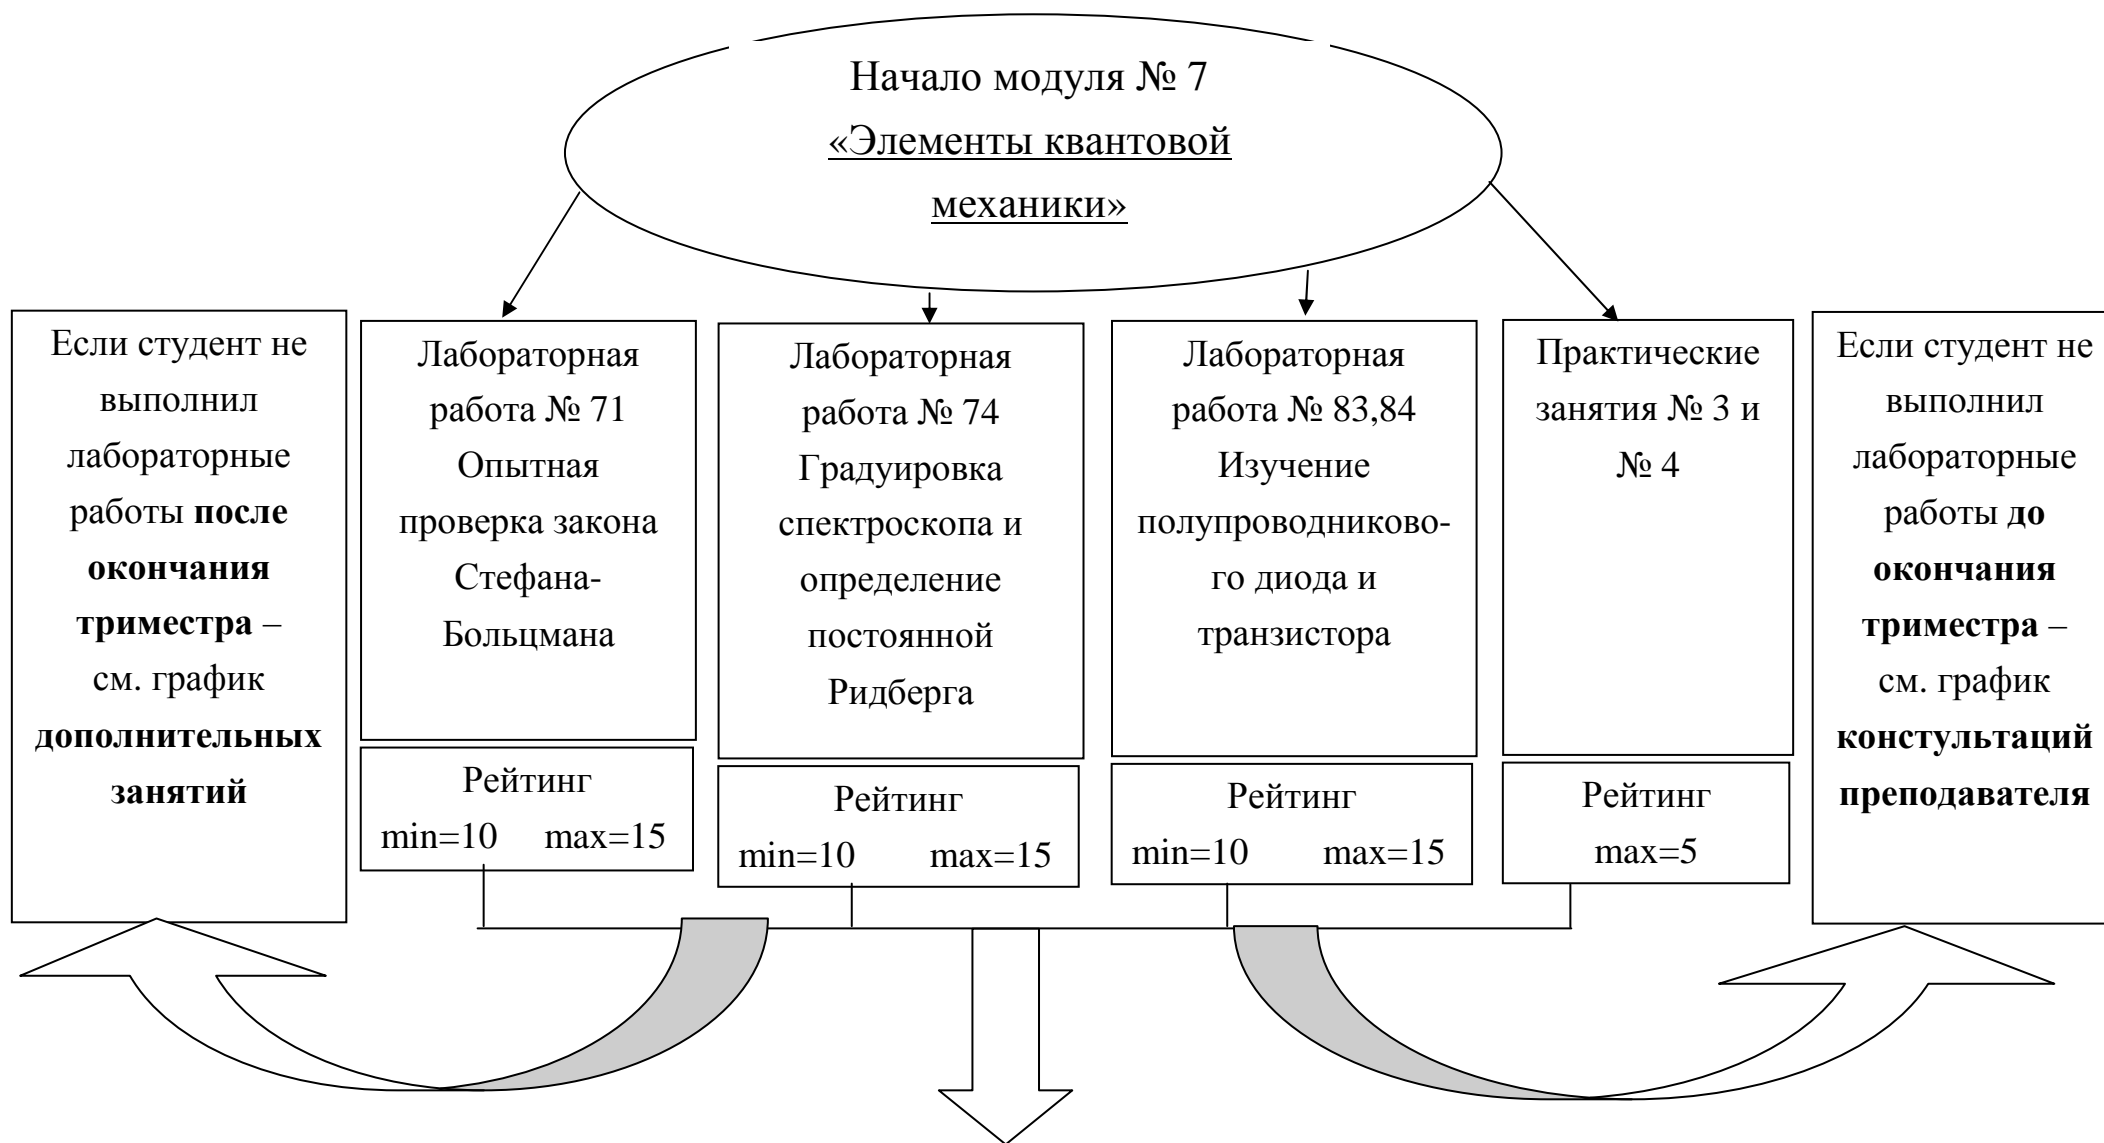 Начало модуля № 7
«Элементы квантовой
механики»
Если студент не
выполнил
лабораторные
работы после
окончания
триместра –
см. график
дополнительных
занятий
Лабораторная
работа № 71
Опытная
проверка закона
Стефана-
Больцмана
Рейтинг
min=10 max=15
Лабораторная
работа № 74
Градуировка
спектроскопа и
определение
постоянной
Ридберга
Рейтинг
min=10 max=15
Лабораторная
работа № 83,84
Изучение
полупроводниково-
го диода и
транзистора
Рейтинг
min=10 max=15
Практические
занятия № 3 и
№ 4
Рейтинг
max=5
Если студент не
выполнил
лабораторные
работы до
окончания
триместра –
см. график
констультаций
преподавателя